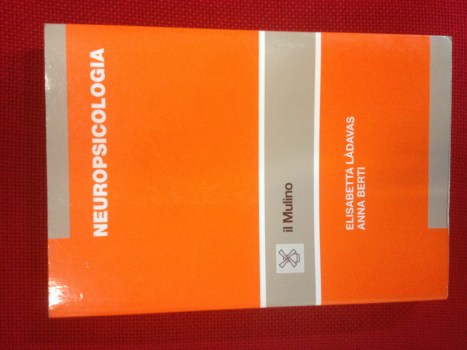 ELISABETTA LÀDAVAS
ANNA BERTI
il Mulino
NEUROPSICOLOGIA